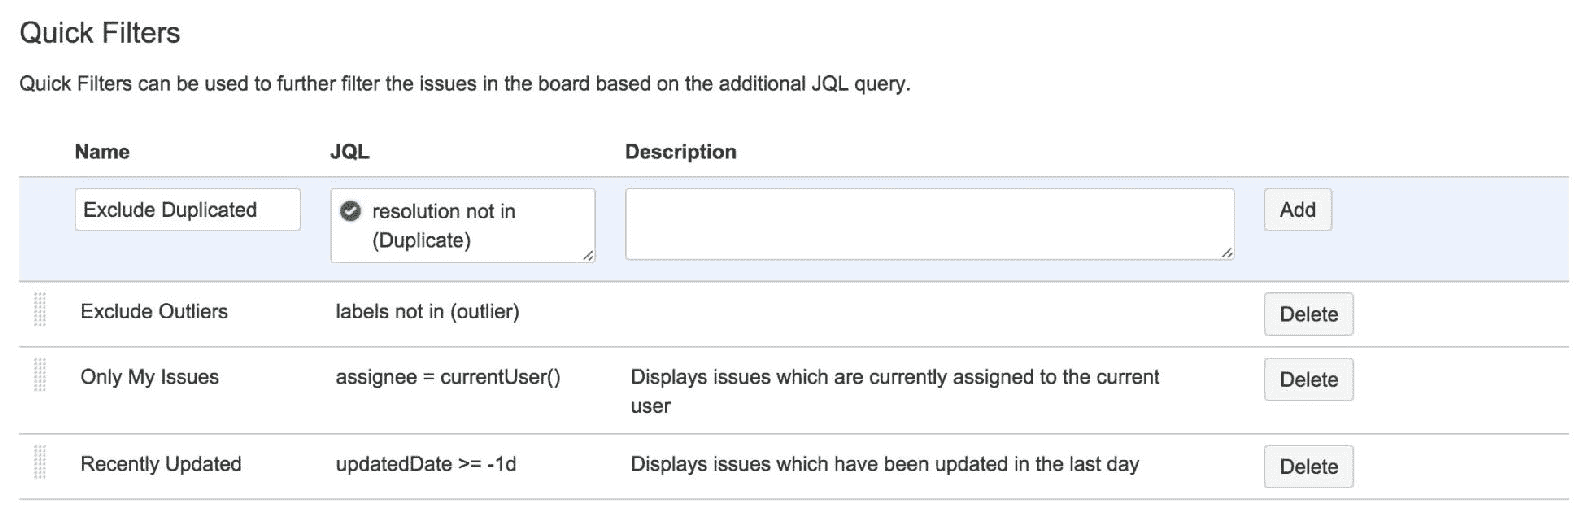 Quick Filters
Quick Filters can be used to further filter the issues in the board based on the additional JQL query.
Name JQL Description
Exclude Duplicated resolution not in Add
(Duplicate)
Exclude Outliers labels not in (outlier) Delete
Only My Issues assignee = currentUser() Displays issues which are currently assigned to the current Delete
user
Recently Updated updatedDate >= -1d Displays issues which have been updated in the last day Delete